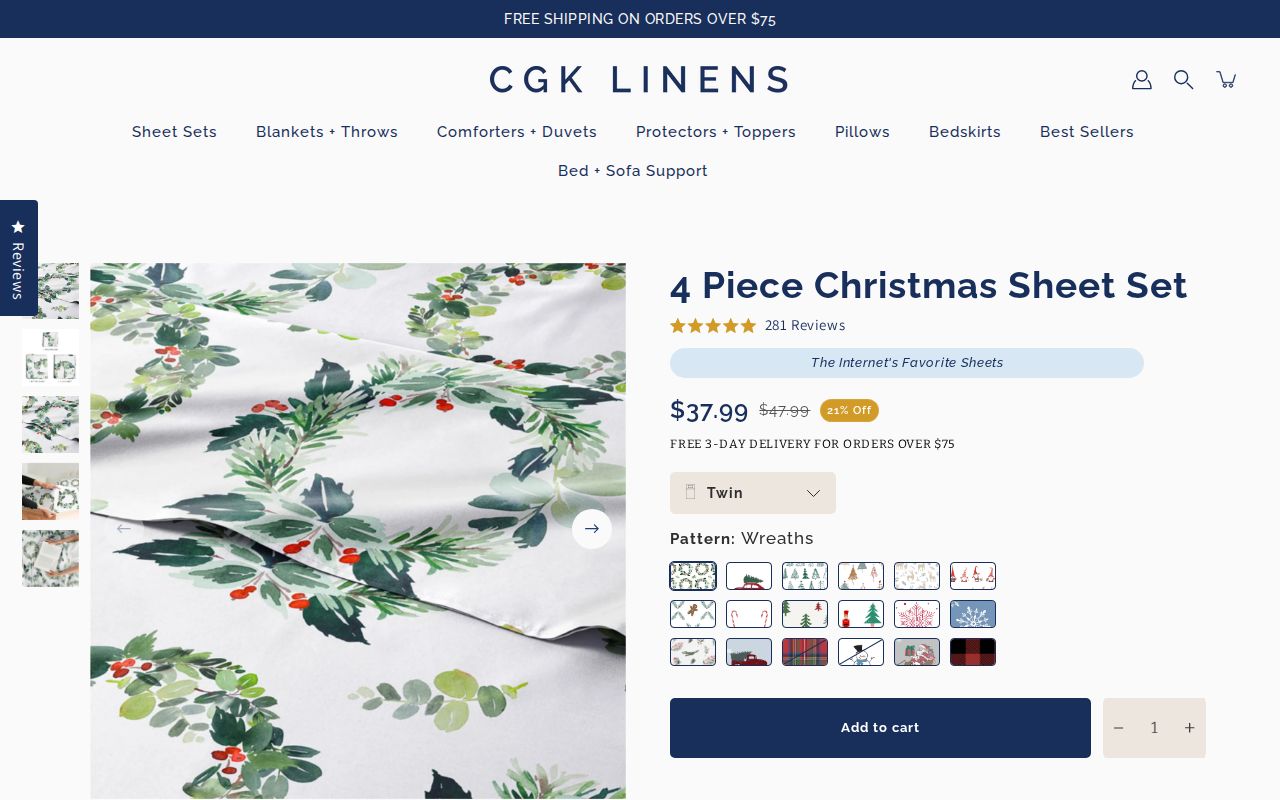 FREE SHIPPING ON ORDERS OVER $75
CGK LINENS
Sheet Sets
Blankets + Throws
Comforters + Duvets
Protectors + Toppers
Pillows
Bedskirts
Best Sellers
Bed + Sofa Support
Reviews
4 Piece Christmas Sheet Set
281 Reviews
The Internet's Favorite Sheets
$37.99 $47.99 21% Off
FREE 3-DAY DELIVERY FOR ORDERS OVER $75
Twin
Pattern: Wreaths
Add to cart
1